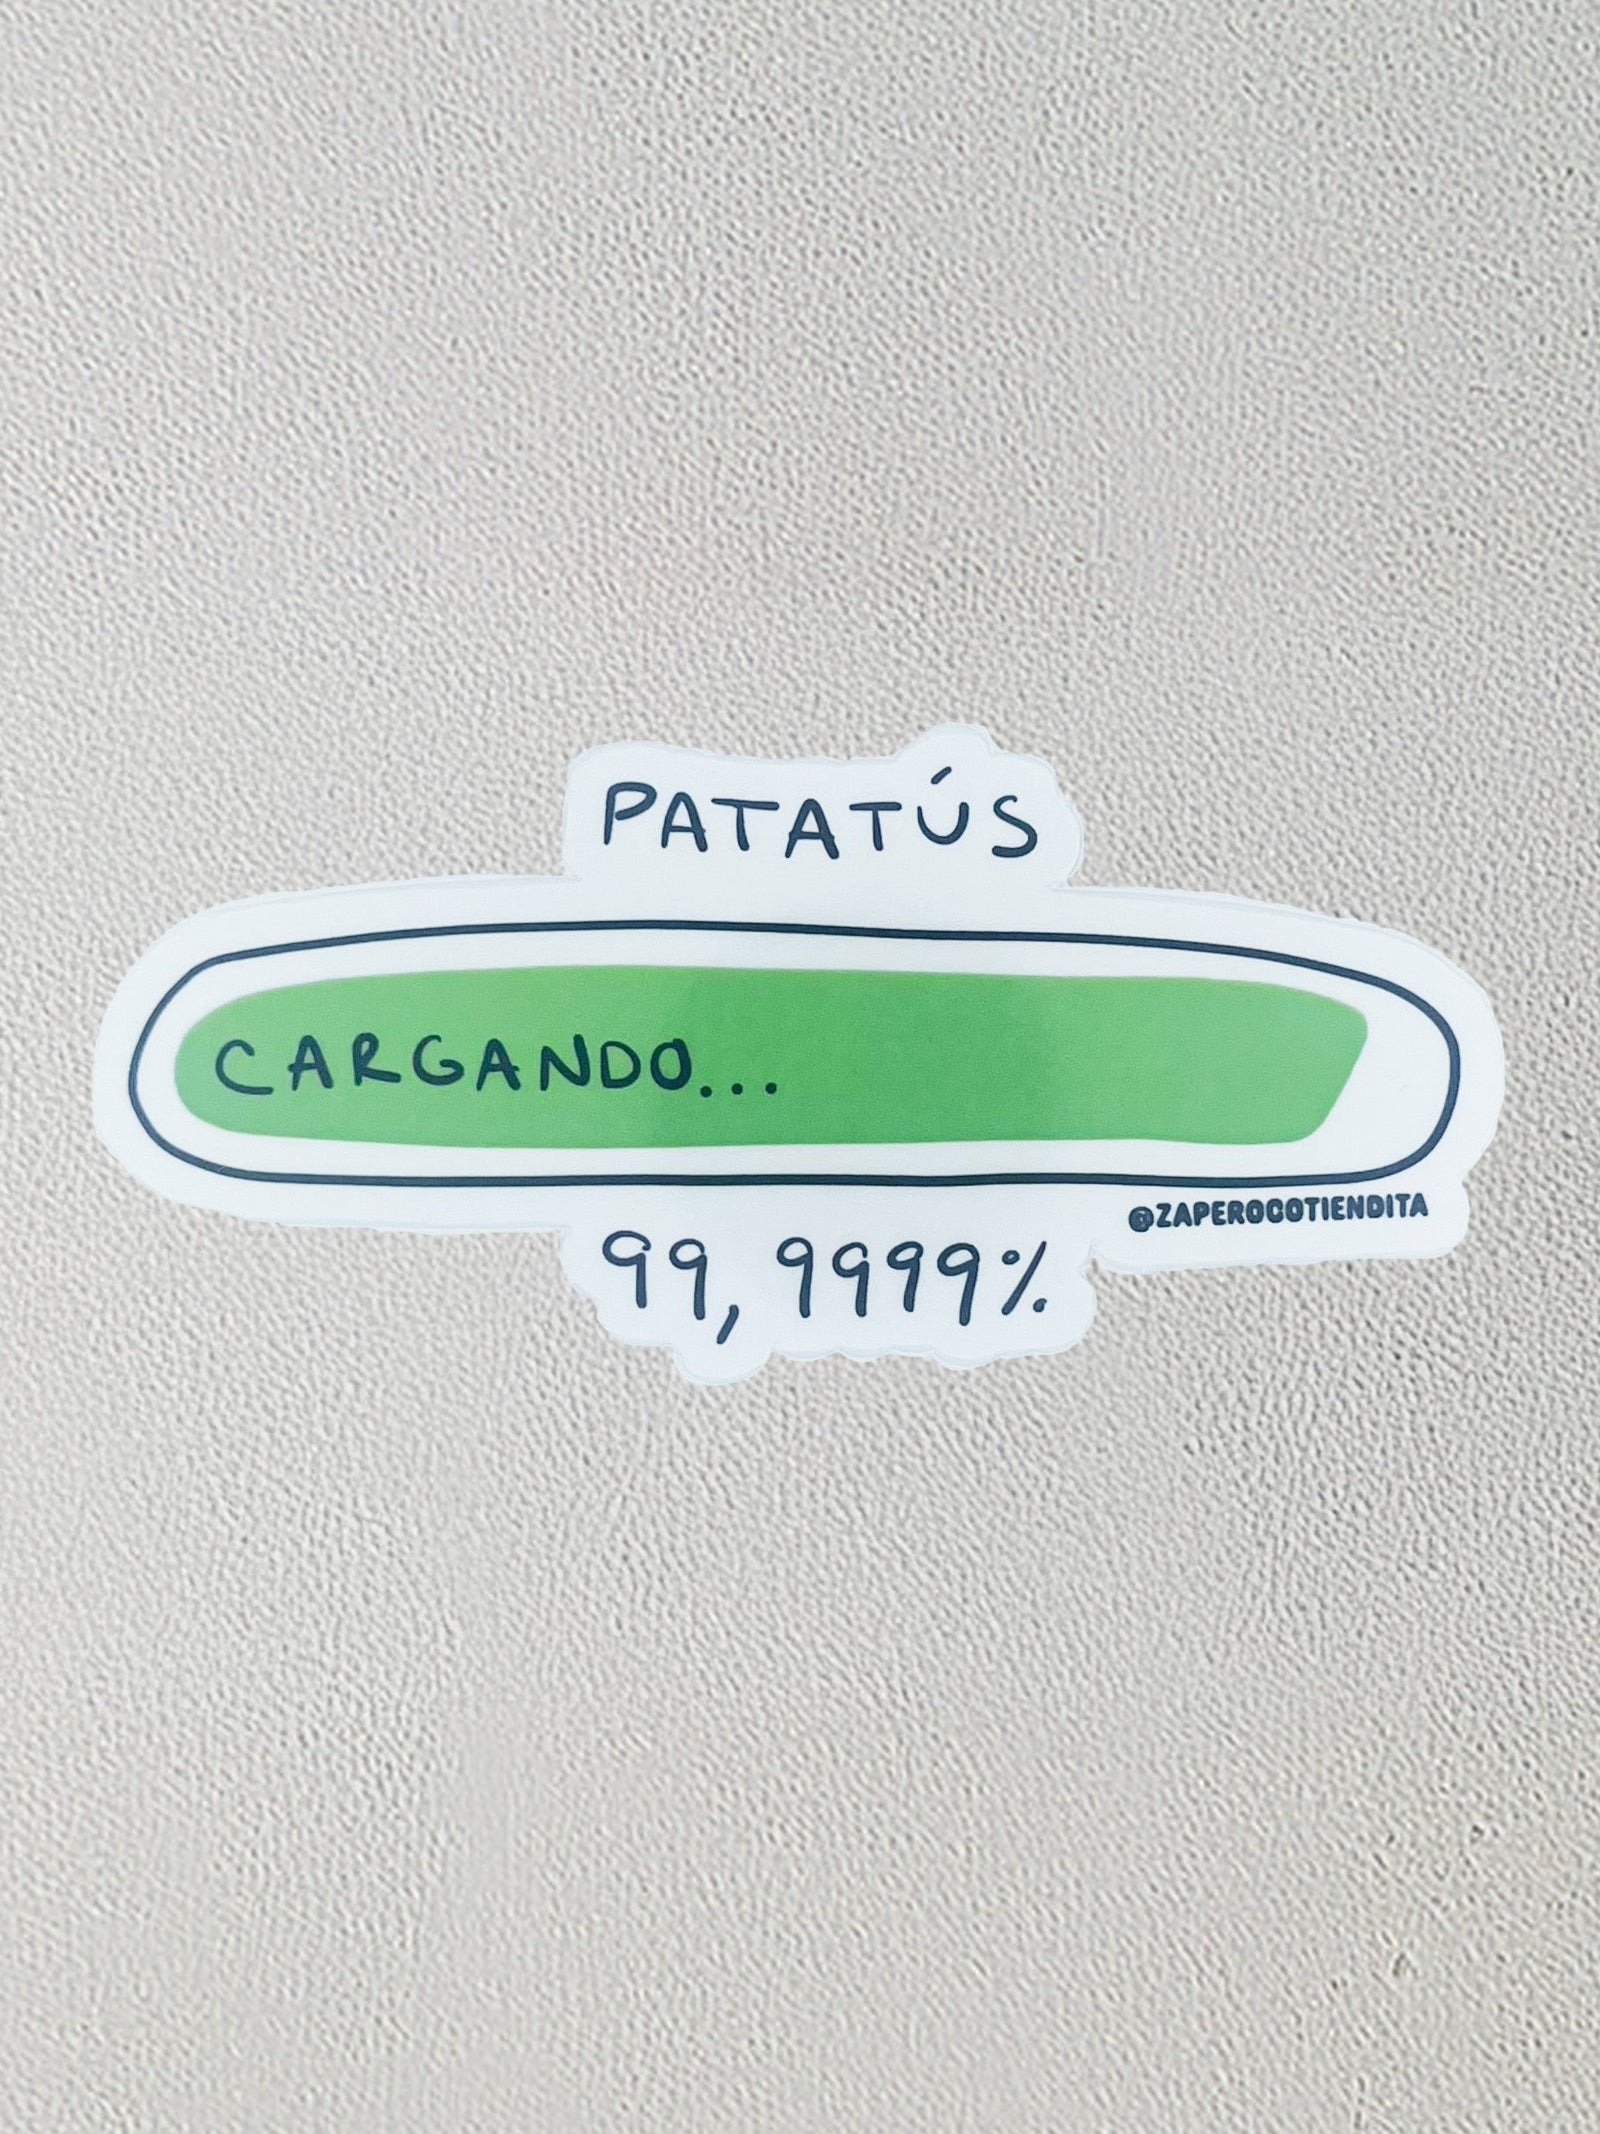 PATATÚS
CARGANDO...
@ZAPEROCOTIENDITA
99,9999%